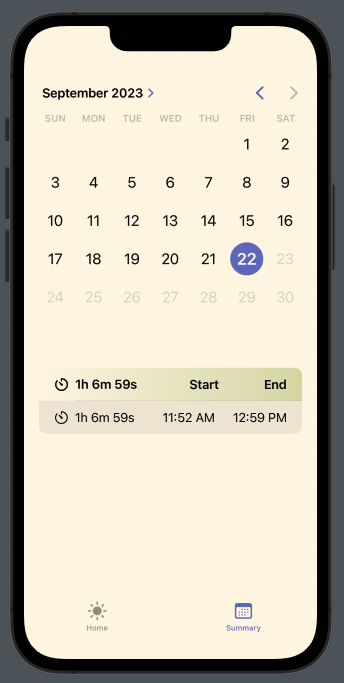 September 2023
SUN MON TUE WED THU FRI SAT
1 2
3 4 5 6 7 8 9
10 11 12 13 14 15 16
17 18 19 20 21 22 23
24 25 26 27 28 29 30
1h 6m 59s Start End
1h 6m 59s 11:52 AM 12:59 PM
Home Summary